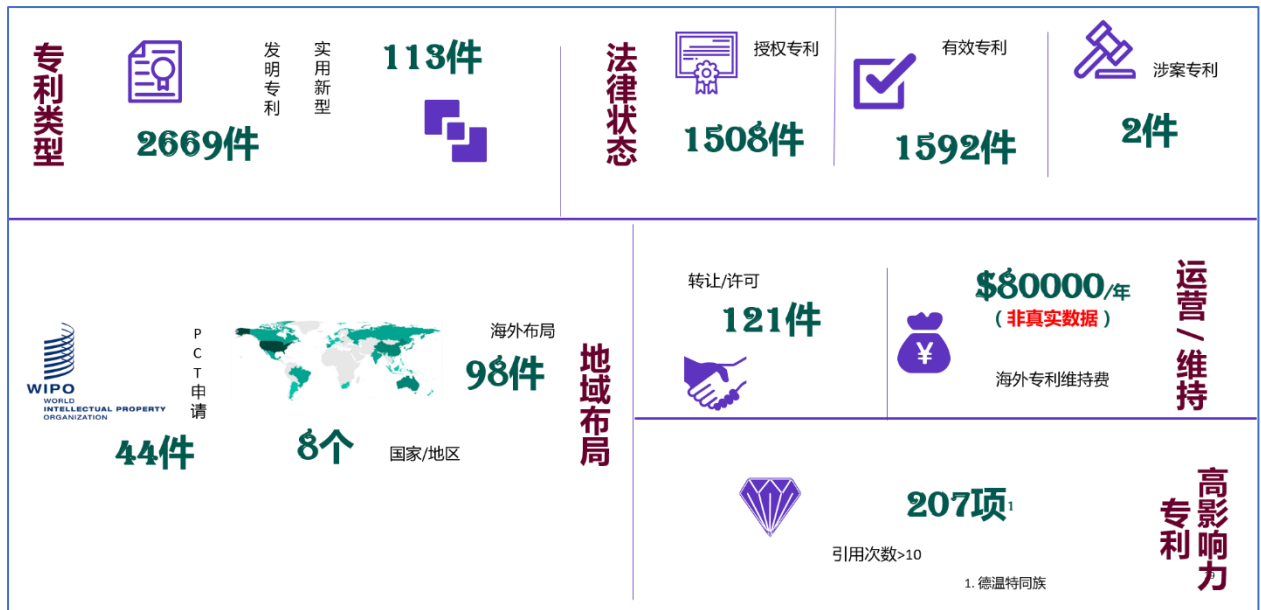 专利类型
2669件
发明专利
实用新型
113件
法律状态
授权专利
1508件
有效专利
1592件
涉案专利
2件
WIPO
WORLD
INTELLECTUAL PROPERTY
ORGANIZATION
PCT申请
44件
8个
国家/地区
海外布局
98件
地域布局
转让/许可
121件
¥
$80000/年
(非真实数据)
海外专利维持费
运营/维持
207项1
引用次数>10
1. 德温特同族
高影响力
专利